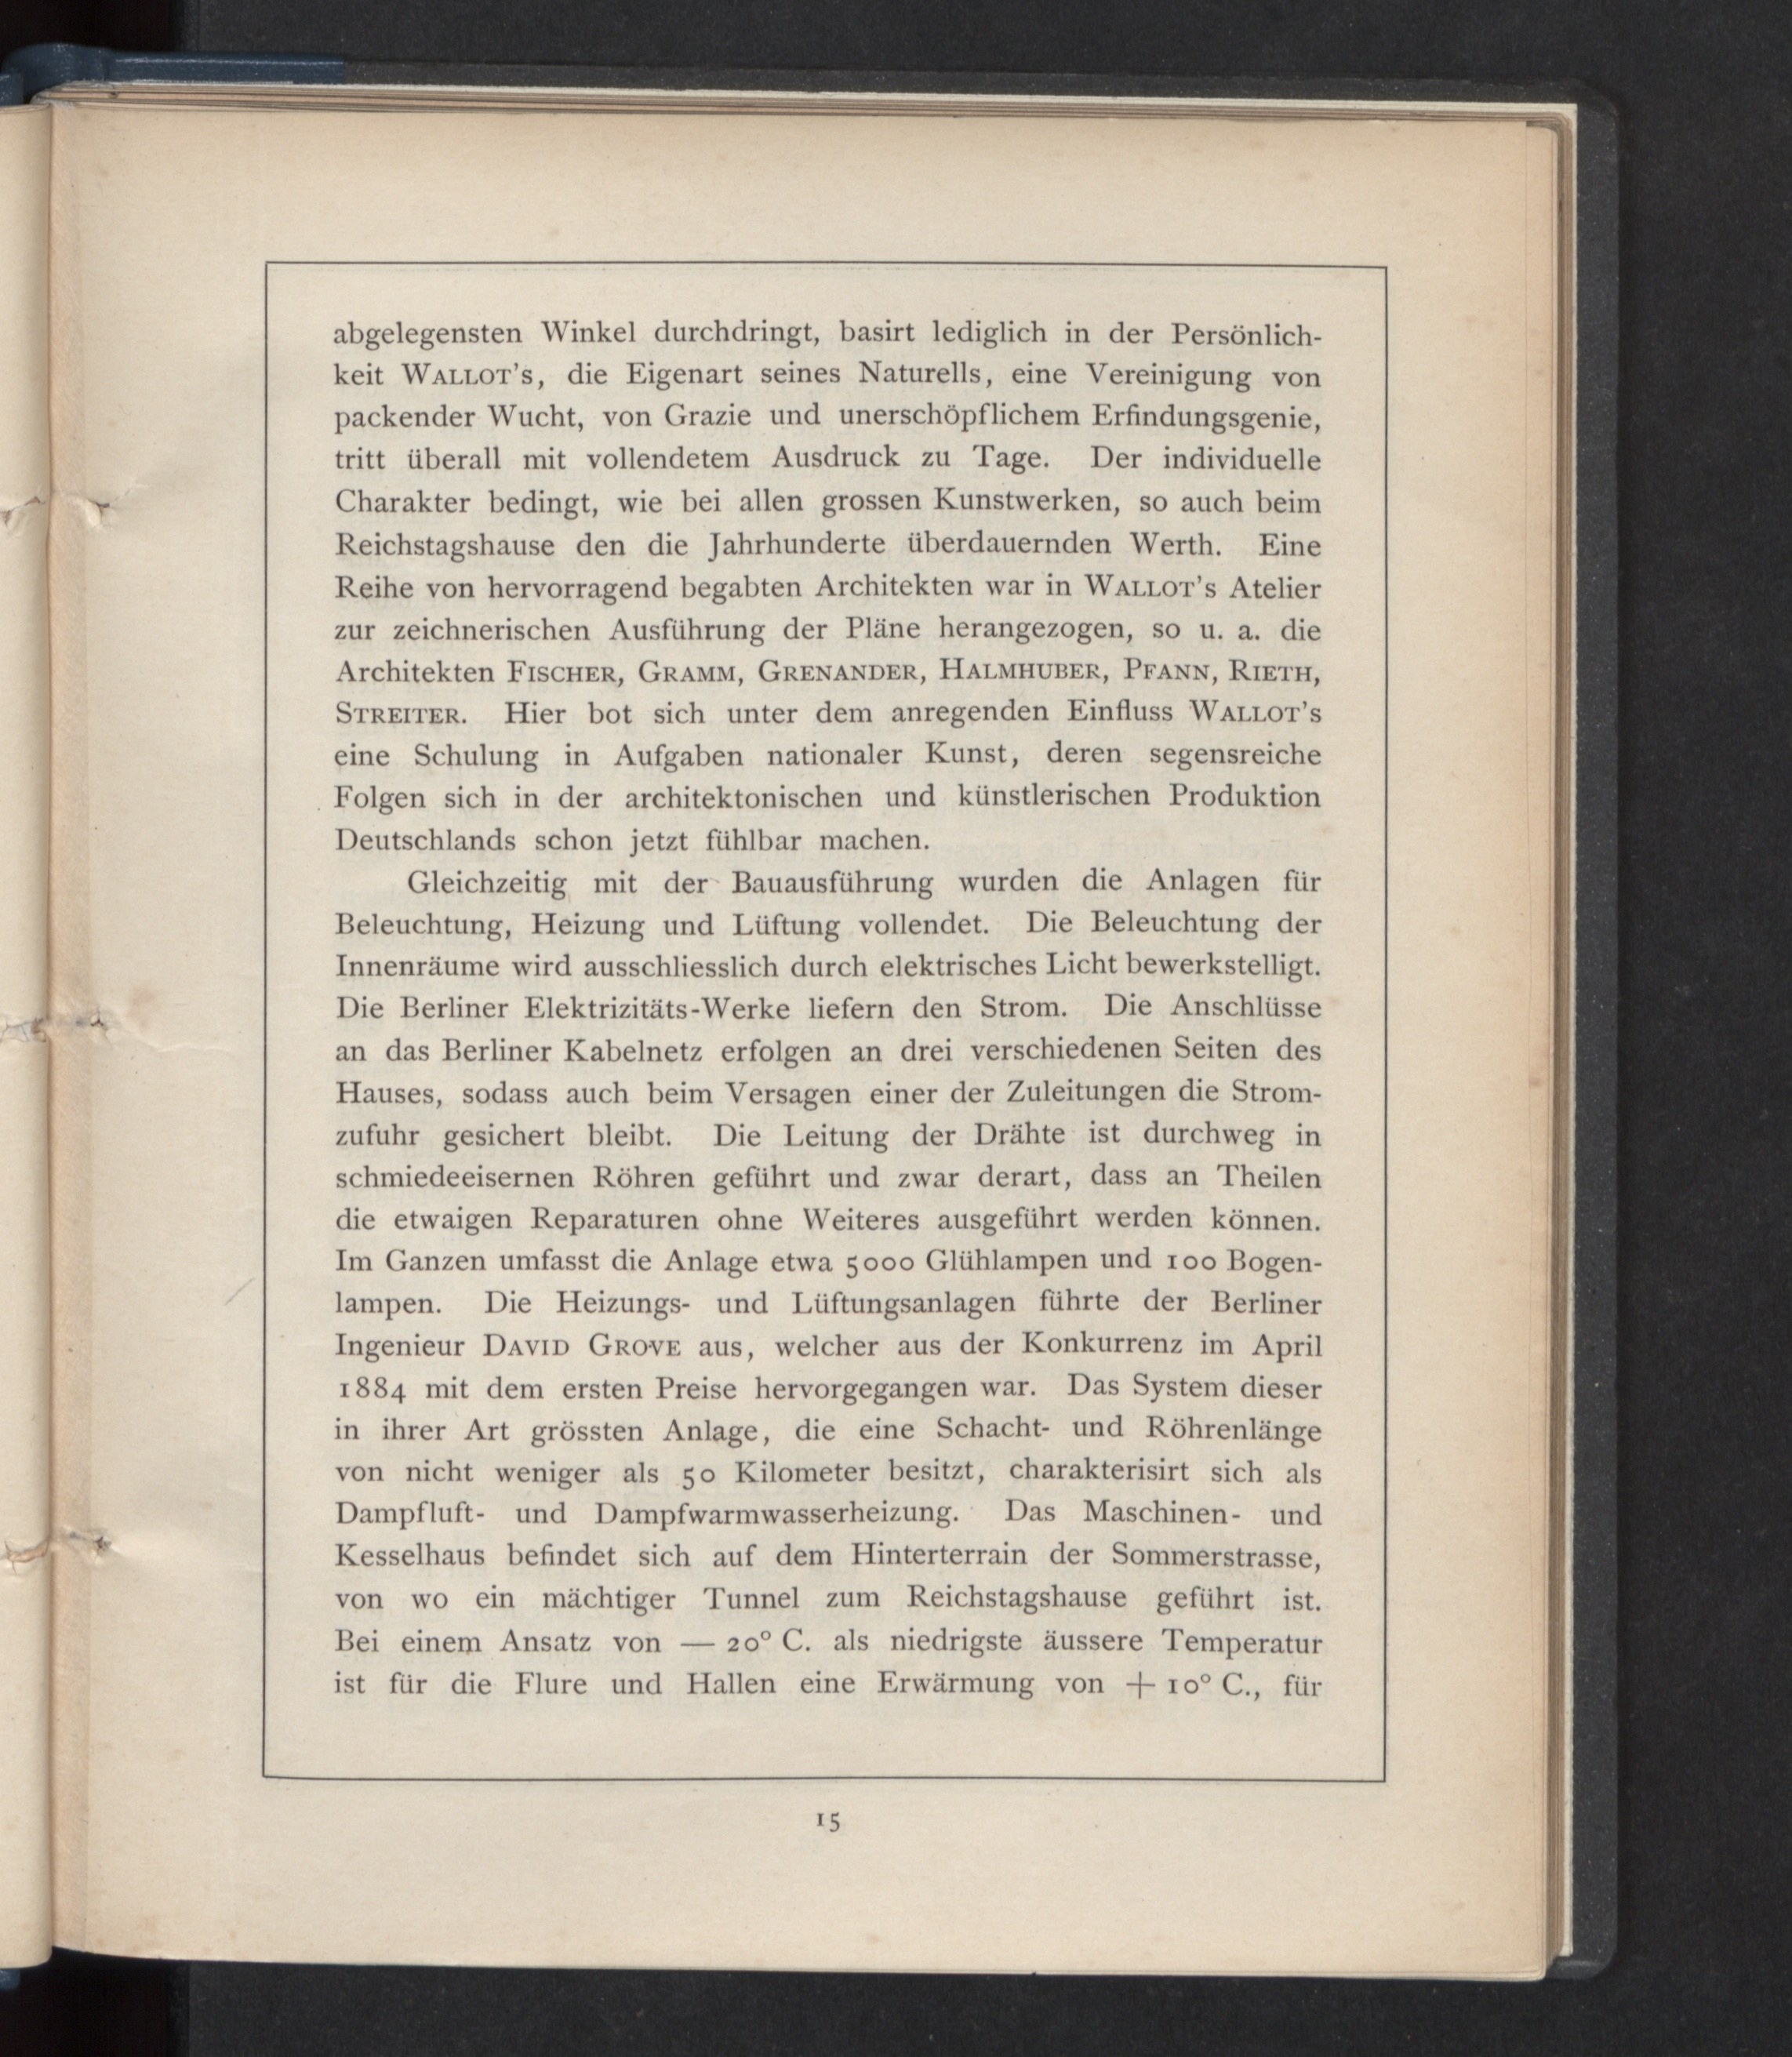 abgelegensten Winkel durchdringt, basirt lediglich in der Persönlich-
keit WALLOT'S, die Eigenart seines Naturells, eine Vereinigung von
packender Wucht, von Grazie und unerschöpflichem Erfindungsgenie,
tritt überall mit vollendetem Ausdruck zu Tage. Der individuelle
Charakter bedingt, wie bei allen grossen Kunstwerken, so auch beim
Reichstagshause den die Jahrhunderte überdauernden Werth. Eine
Reihe von hervorragend begabten Architekten war in WALLOT'S Atelier
zur zeichnerischen Ausführung der Pläne herangezogen, so u. a. die
Architekten FISCHER, GRAMM, GRENANDER, HALMHUBER, PFANN, RIETH,
STREITER. Hier bot sich unter dem anregenden Einfluss WALLOT'S
eine Schulung in Aufgaben nationaler Kunst, deren segensreiche
Folgen sich in der architektonischen und künstlerischen Produktion
Deutschlands schon jetzt fühlbar machen.
Gleichzeitig mit der Bauausführung wurden die Anlagen für
Beleuchtung, Heizung und Lüftung vollendet. Die Beleuchtung der
Innenräume wird ausschliesslich durch elektrisches Licht bewerkstelligt.
Die Berliner Elektrizitäts-Werke liefern den Strom. Die Anschlüsse
an das Berliner Kabelnetz erfolgen an drei verschiedenen Seiten des
Hauses, sodass auch beim Versagen einer der Zuleitungen die Strom-
zufuhr gesichert bleibt. Die Leitung der Drähte ist durchweg in
schmiedeeisernen Röhren geführt und zwar derart, dass an Theilen
die etwaigen Reparaturen ohne Weiteres ausgeführt werden können.
Im Ganzen umfasst die Anlage etwa 5000 Glühlampen und 100 Bogen-
lampen. Die Heizungs- und Lüftungsanlagen führte der Berliner
Ingenieur DAVID GROVE aus, welcher aus der Konkurrenz im April
1884 mit dem ersten Preise hervorgegangen war. Das System dieser
in ihrer Art grössten Anlage, die eine Schacht- und Röhrenlänge
von nicht weniger als 50 Kilometer besitzt, charakterisirt sich als
Dampfluft- und Dampfwarmwasserheizung. Das Maschinen- und
Kesselhaus befindet sich auf dem Hinterterrain der Sommerstrasse,
von wo ein mächtiger Tunnel zum Reichstagshause geführt ist.
Bei einem Ansatz von — 20° C. als niedrigste äussere Temperatur
ist für die Flure und Hallen eine Erwärmung von + 10° C., für
15